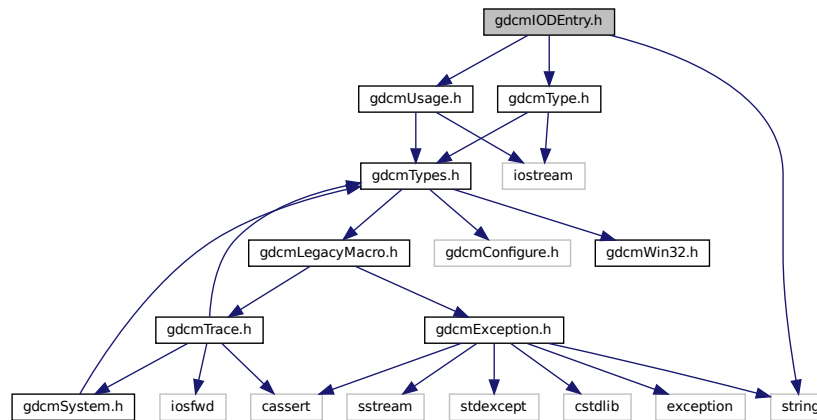 gdcmIODEntry.h
gdcmUsage.h
gdcmType.h
gdcmTypes.h
iostream
gdcmLegacyMacro.h
gdcmConfigure.h
gdcmWin32.h
gdcmTrace.h
gdcmException.h
gdcmSystem.h
iosfwd
cassert
sstream
stdexcept
cstdlib
exception
string